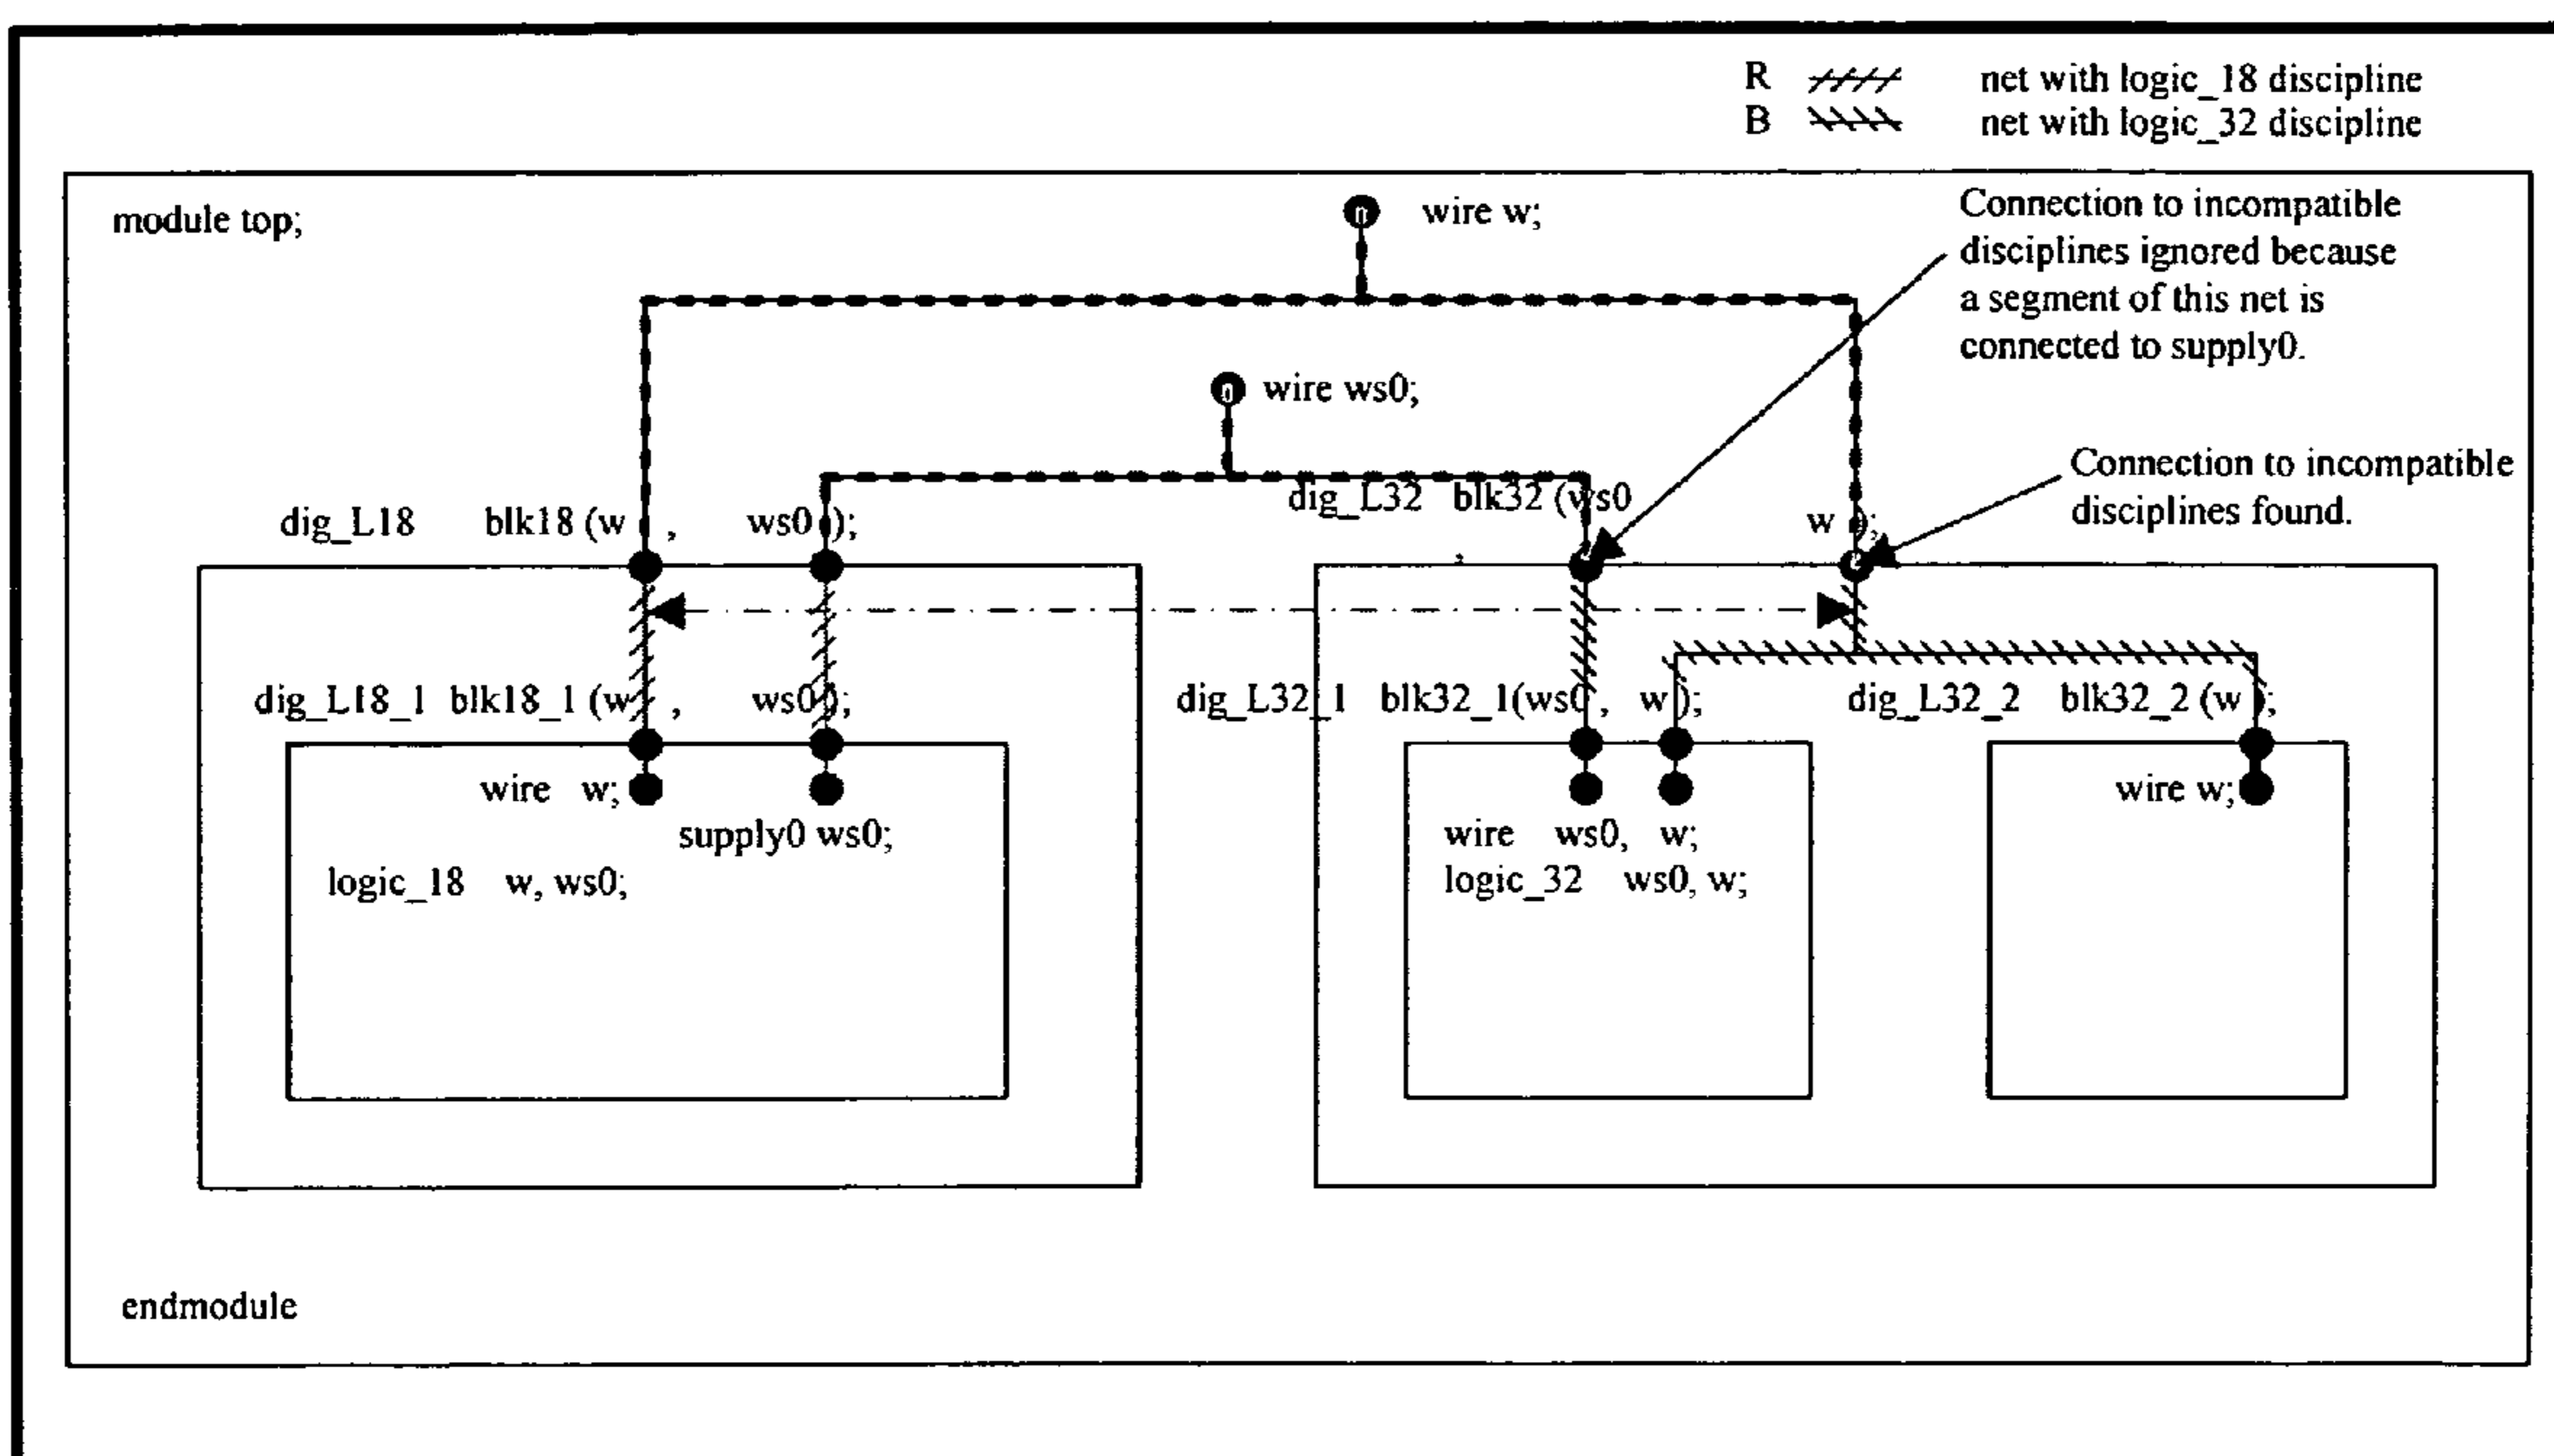 R net with logic_18 discipline
B net with logic_32 discipline
module top;
wire w;
Connection to incompatible
disciplines ignored because
a segment of this net is
connected to supply0.
wire ws0;
Connection to incompatible
disciplines found.
dig_L18 blk18 (w , ws0 );
dig_L32 blk32 (ws0
, w );
dig_L18_1 blk18_1 (w , ws0 );
dig_L32_1 blk32_1(ws0 , w );
dig_L32_2 blk32_2 (w );
wire w;
supply0 ws0;
logic_18 w, ws0;
wire ws0, w;
logic_32 ws0, w;
wire w;
endmodule